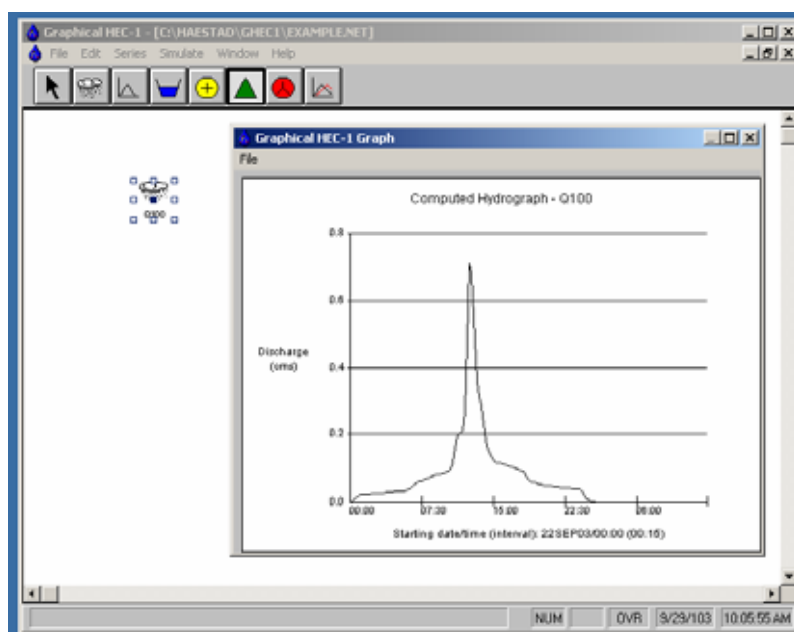 Graphical HEC-1 - [C:\HAESTAD\GHEC1\EXAMPLE.NET]
File Edit Series Simulate Window Help
Graphical HEC-1 Graph
File
Q100
Computed Hydrograph - Q100
0.8
0.6
Discharge
(cms)
0.4
0.2
0.0
00:00 07:30 15:00 22:30 06:00
Starting date/time (interval): 22SEP03/00:00 (00:15)
NUM OVR 9/29/103 10:05:55 AM